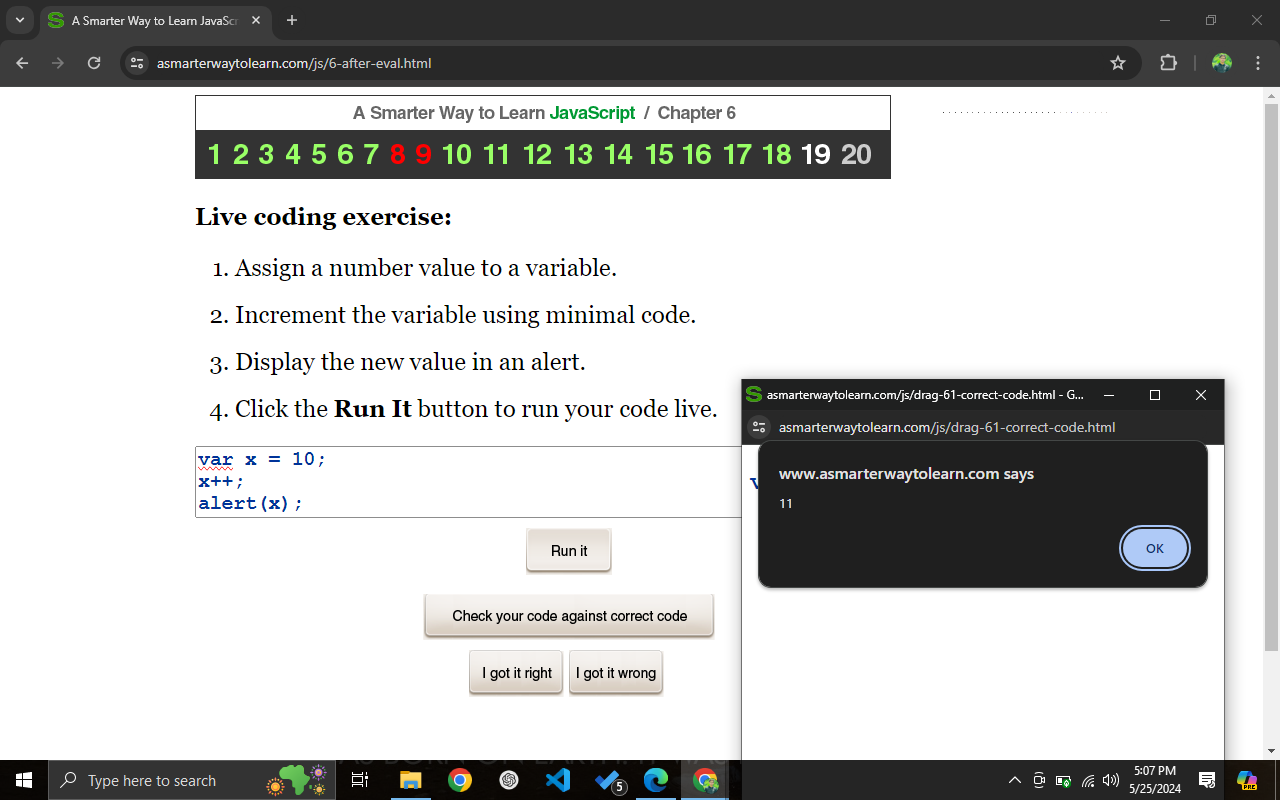 A Smarter Way to Learn JavaSc
asmarterwaytolearn.com/js/6-after-eval.html
A Smarter Way to Learn JavaScript / Chapter 6
1 2 3 4 5 6 7 8 9 10 11 12 13 14 15 16 17 18 19 20
Live coding exercise:
1. Assign a number value to a variable.
2. Increment the variable using minimal code.
3. Display the new value in an alert.
4. Click the Run It button to run your code live.
var x = 10;
x++;
alert(x);
Run it
Check your code against correct code
I got it right
I got it wrong
asmarterwaytolearn.com/js/drag-61-correct-code.html - G...
asmarterwaytolearn.com/js/drag-61-correct-code.html
www.asmarterwaytolearn.com says
11
OK
Type here to search
5
5:07 PM
5/25/2024
PRE